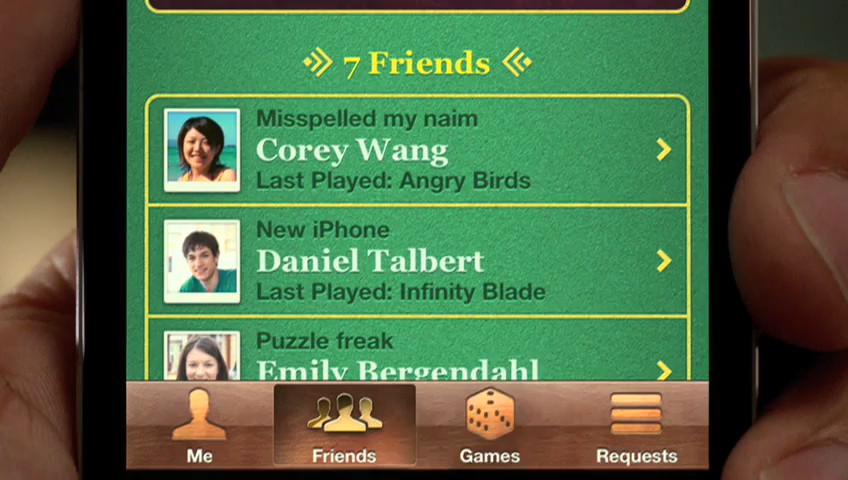 7 Friends
Misspelled my naim
Corey Wang
Last Played: Angry Birds
New iPhone
Daniel Talbert
Last Played: Infinity Blade
Puzzle freak
Emily Bergendahl
Me
Friends
Games
Requests